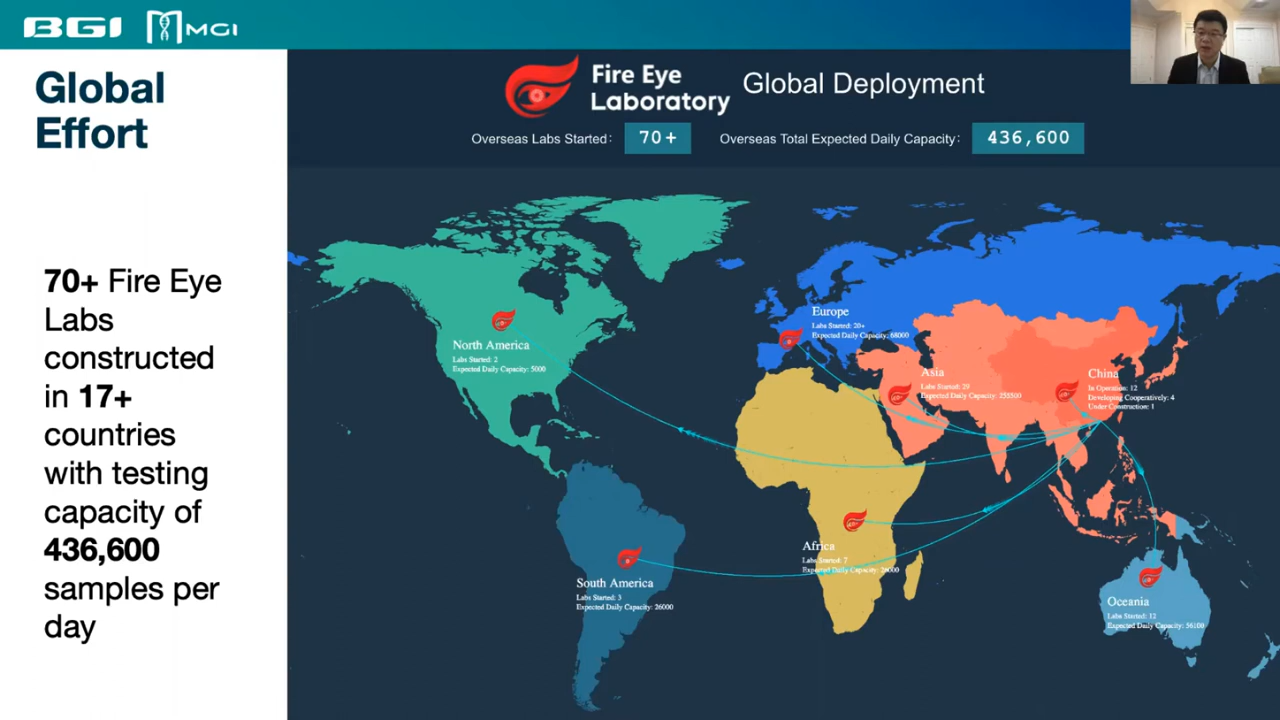 BGI MGI
Global
Effort
70+ Fire Eye
Labs
constructed
in 17+
countries
with testing
capacity of
436,600
samples per
day
Fire Eye
Laboratory
Global Deployment
Overseas Labs Started: 70+
Overseas Total Expected Daily Capacity: 436,600
North America
Labs Started: 2
Expected Daily Capacity: 5000
Europe
Labs Started: 20+
Expected Daily Capacity: 68000
Asia
Labs Started: 29
Expected Daily Capacity:
China
In Operation: 12
Developing Cooperatively: 4
Under Construction: 1
Africa
Labs Started: 7
Expected Daily Capacity:
South America
Labs Started: 3
Expected Daily Capacity: 26000
Oceania
Labs Started: 12
Expected Daily Capacity: 56100